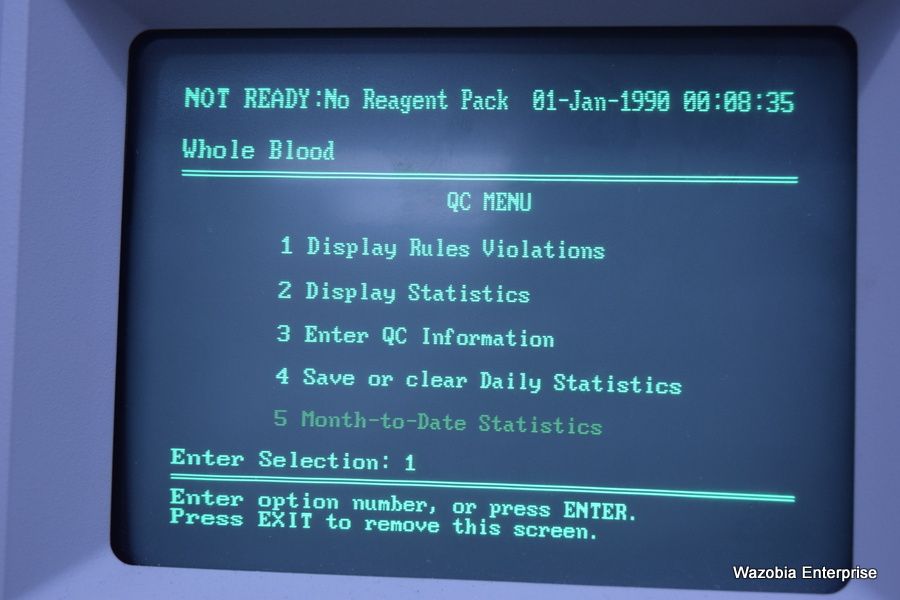 NOT READY:No Reagent Pack 01-Jan-1990 00:08:35
Whole Blood
QC MENU
1 Display Rules Violations
2 Display Statistics
3 Enter QC Information
4 Save or clear Daily Statistics
5 Month-to-Date Statistics
Enter Selection: 1
Enter option number, or press ENTER.
Press EXIT to remove this screen.
Wazobia Enterprise